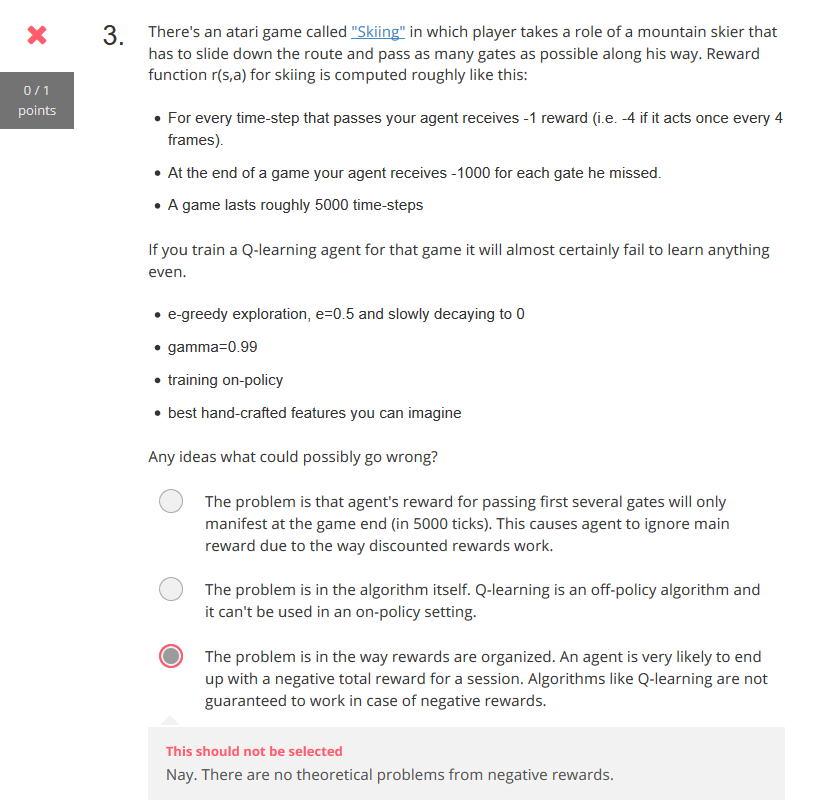 3.
There's an atari game called "Skiing" in which player takes a role of a mountain skier that
has to slide down the route and pass as many gates as possible along his way. Reward
function r(s,a) for skiing is computed roughly like this:
0 / 1
points
• For every time-step that passes your agent receives -1 reward (i.e. -4 if it acts once every 4
frames).
• At the end of a game your agent receives -1000 for each gate he missed.
• A game lasts roughly 5000 time-steps
If you train a Q-learning agent for that game it will almost certainly fail to learn anything
even.
• e-greedy exploration, e=0.5 and slowly decaying to 0
• gamma=0.99
• training on-policy
• best hand-crafted features you can imagine
Any ideas what could possibly go wrong?
The problem is that agent's reward for passing first several gates will only
manifest at the game end (in 5000 ticks). This causes agent to ignore main
reward due to the way discounted rewards work.
The problem is in the algorithm itself. Q-learning is an off-policy algorithm and
it can't be used in an on-policy setting.
The problem is in the way rewards are organized. An agent is very likely to end
up with a negative total reward for a session. Algorithms like Q-learning are not
guaranteed to work in case of negative rewards.
This should not be selected
Nay. There are no theoretical problems from negative rewards.